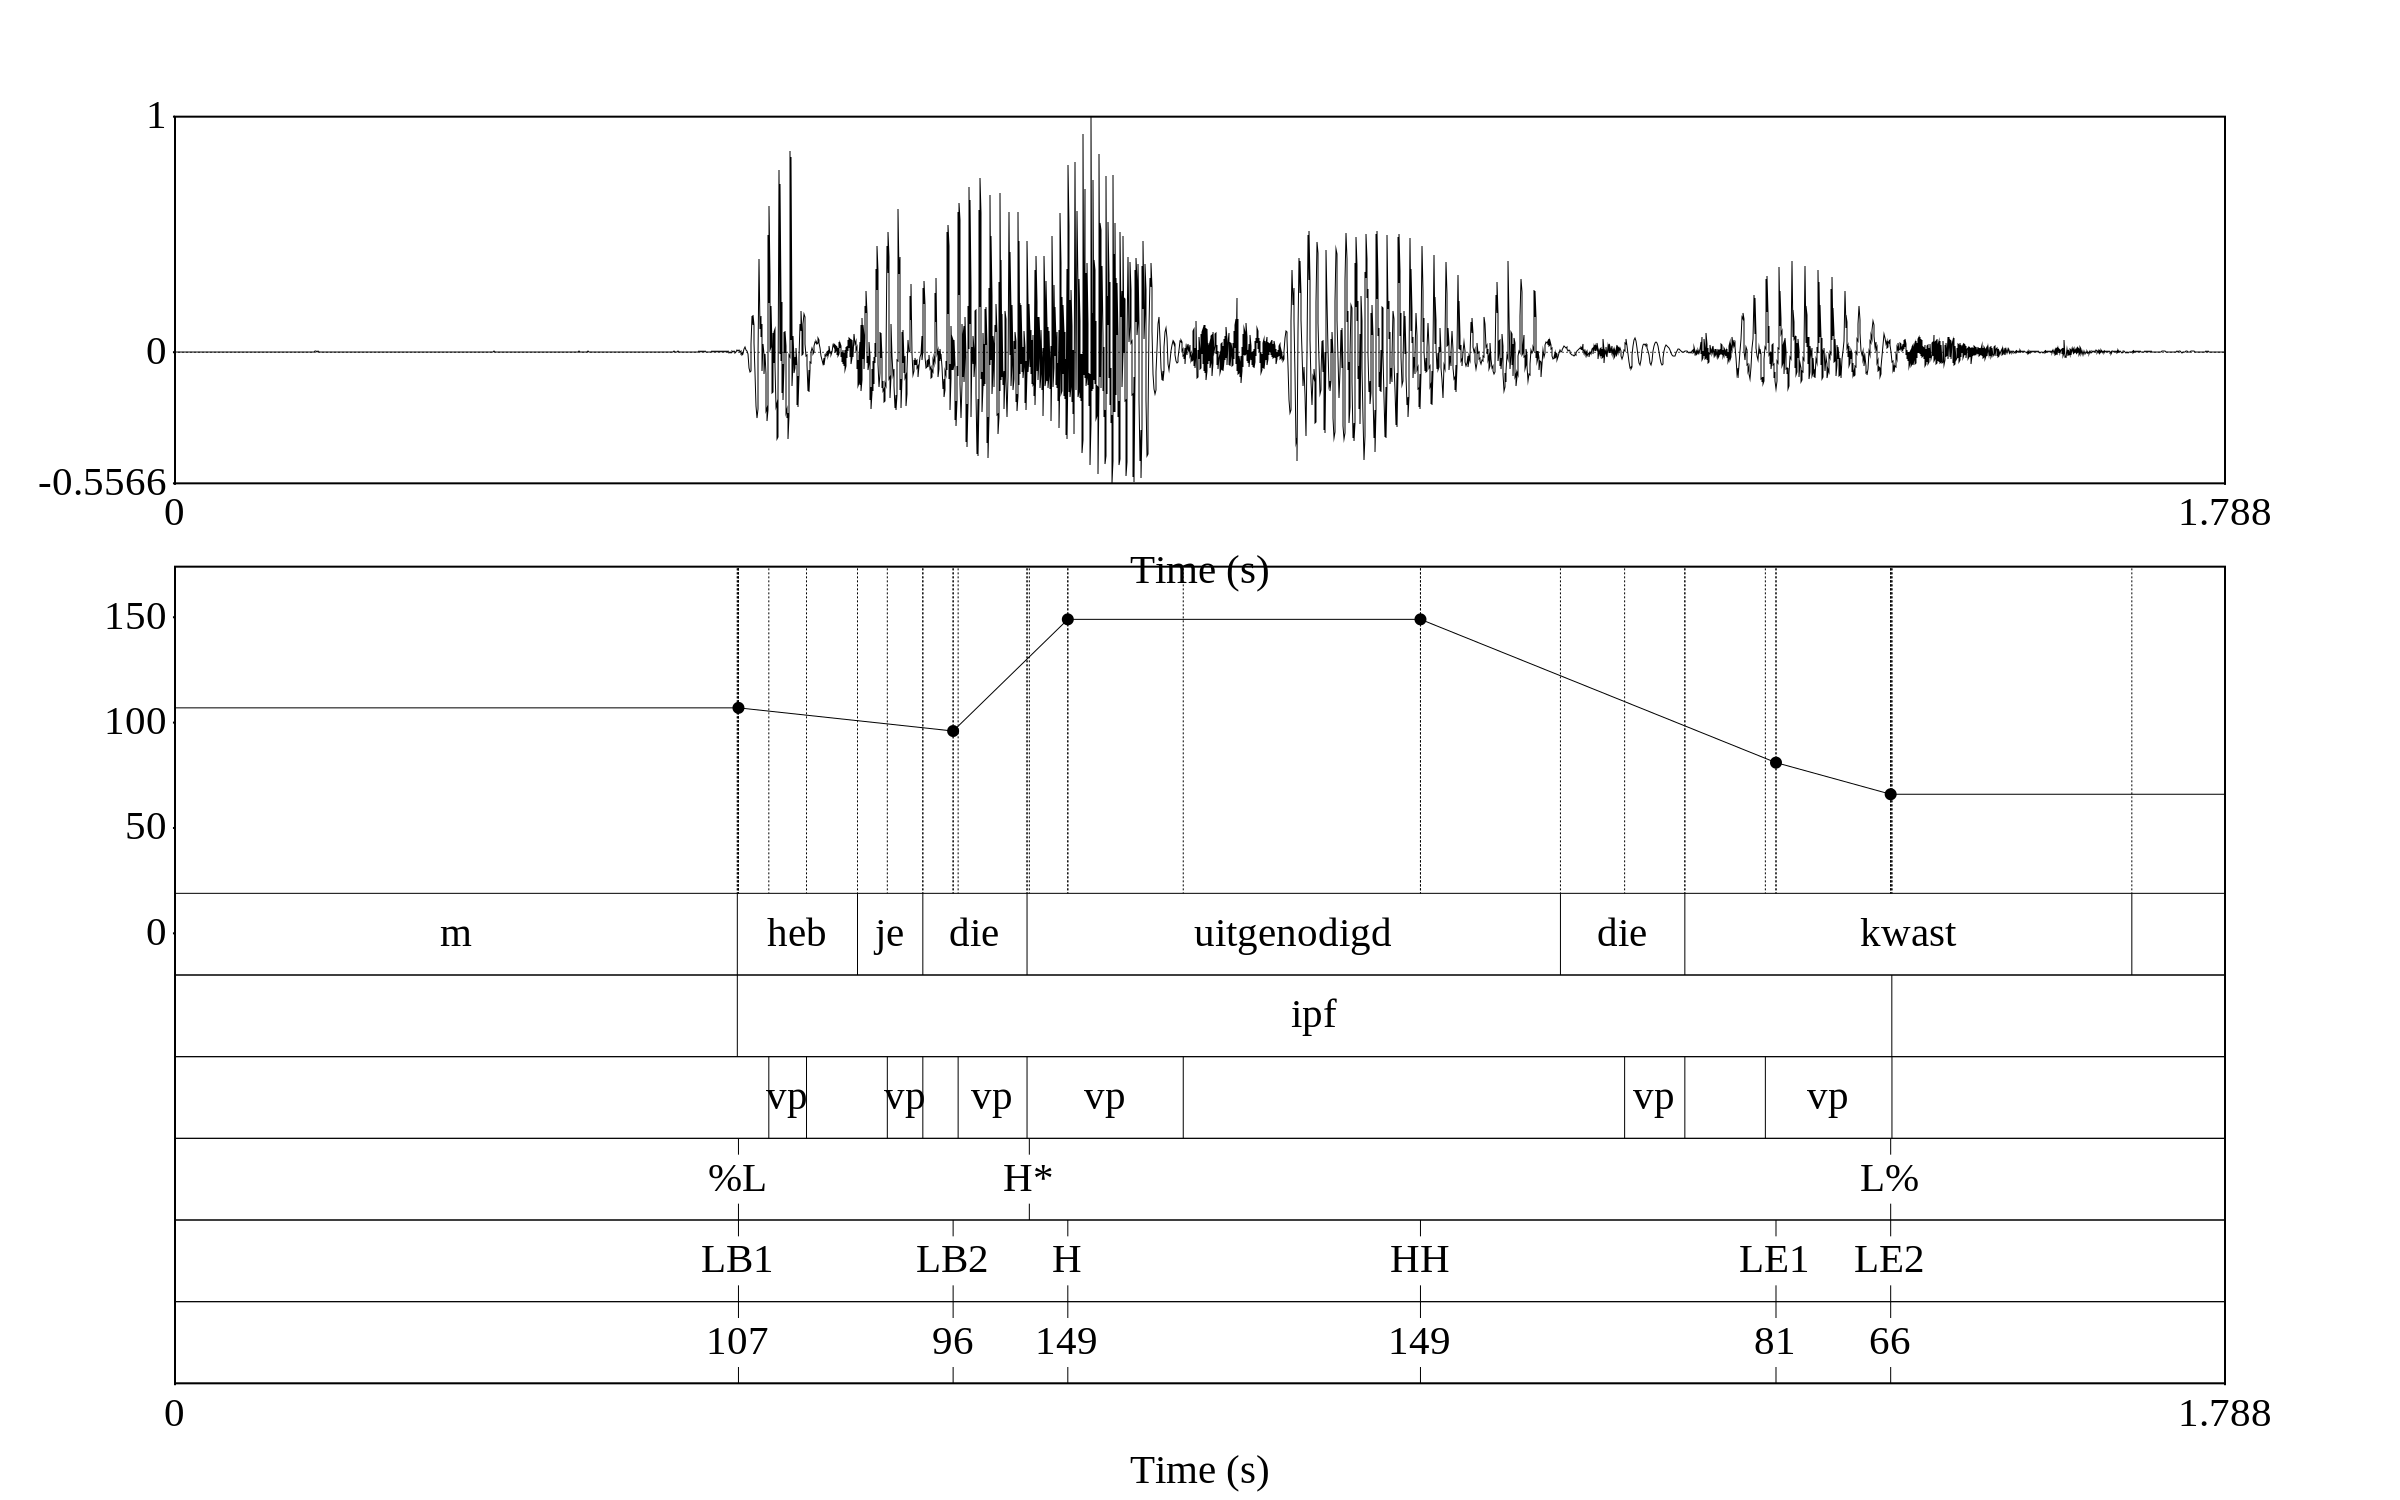 1
0
-0.5566
0 1.788
Time (s)
150
100
50
0
m heb je die uitgenodigd die kwast
ipf
vp vp vp vp vp vp
%L H* L%
LB1 LB2 H HH LE1 LE2
107 96 149 149 81 66
0 1.788
Time (s)